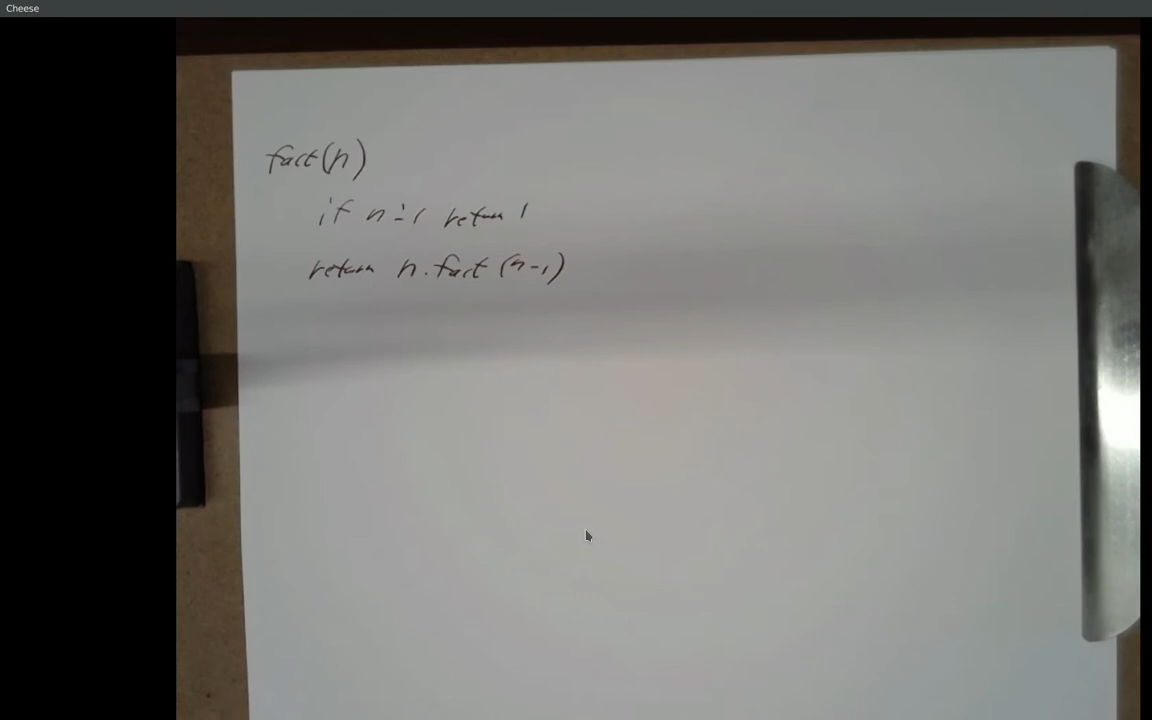 Cheese
fact(n)
if n=1 return 1
return n·fact(n-1)